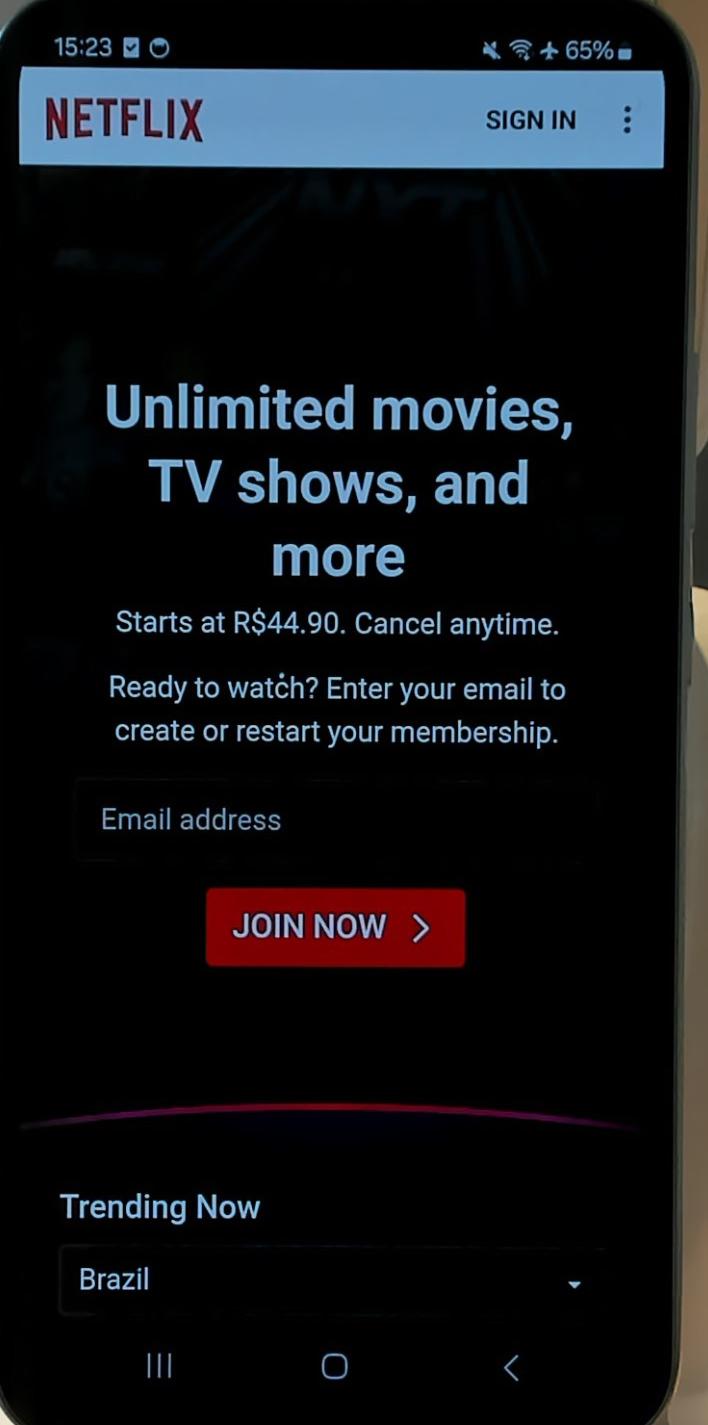 15:23
65%
NETFLIX
SIGN IN
Unlimited movies,
TV shows, and
more
Starts at R$44.90. Cancel anytime.
Ready to watch? Enter your email to
create or restart your membership.
Email address
JOIN NOW
Trending Now
Brazil